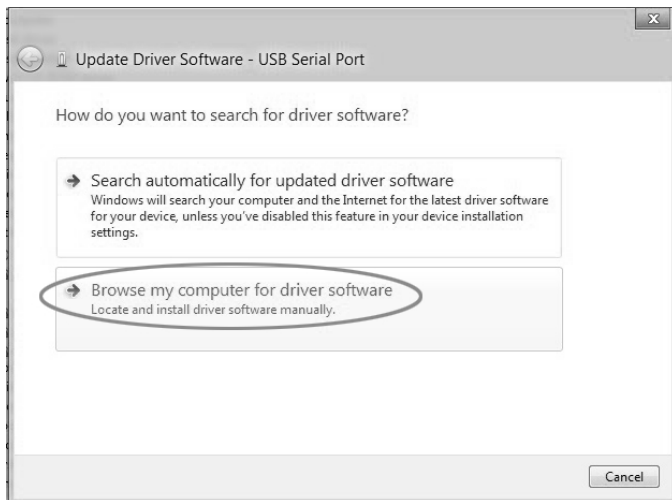 Update Driver Software - USB Serial Port
How do you want to search for driver software?
Search automatically for updated driver software
Windows will search your computer and the Internet for the latest driver software
for your device, unless you've disabled this feature in your device installation
settings.
Browse my computer for driver software
Locate and install driver software manually.
Cancel